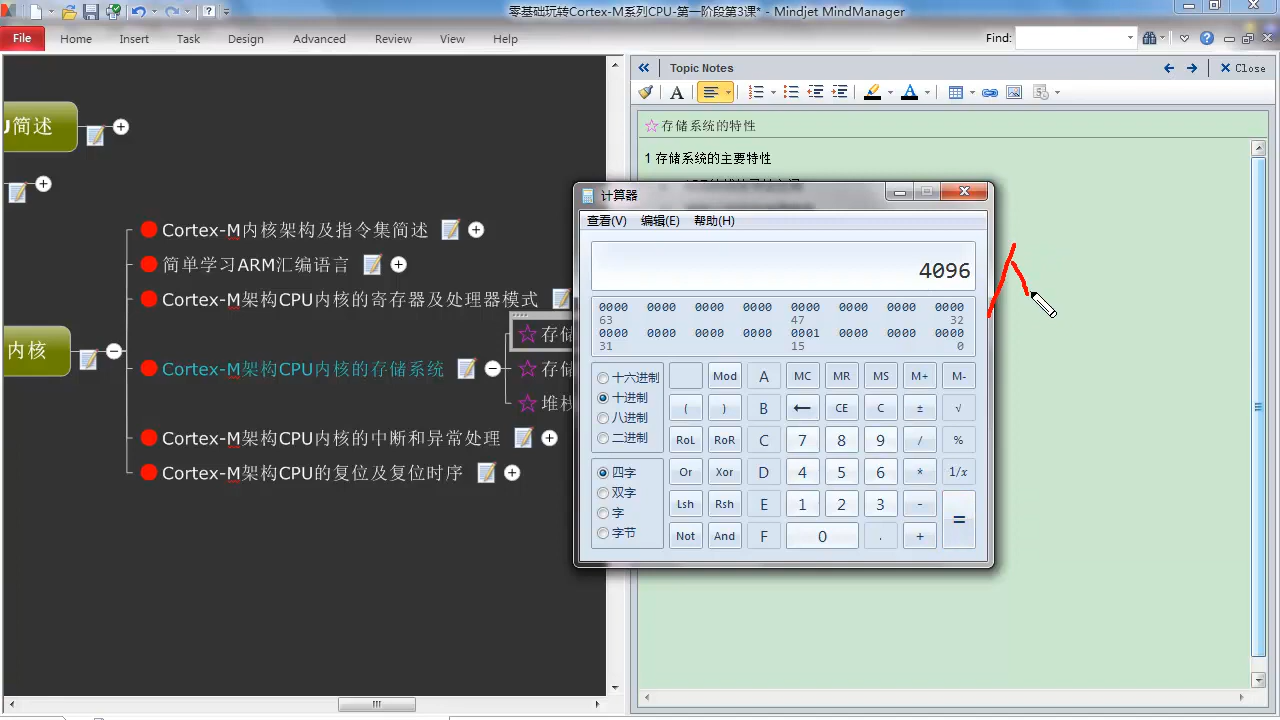 零基础玩转Cortex-M系列CPU-第一阶段第3课* - Mindjet MindManager
File Home Insert Task Design Advanced Review View Help Find:
Topic Notes Close
存储系统的特性
1 存储系统的主要特性
J简述
内核
Cortex-M内核架构及指令集简述
简单学习ARM汇编语言
Cortex-M架构CPU内核的寄存器及处理器模式
Cortex-M架构CPU内核的存储系统
存储
存储
堆栈
Cortex-M架构CPU内核的中断和异常处理
Cortex-M架构CPU的复位及复位时序
计算器
查看(V) 编辑(E) 帮助(H)
4096
0000 0000 0000 0000 0000 0000 0000 0000
63 47 32
0000 0000 0000 0000 0001 0000 0000 0000
31 15 0
十六进制
十进制
八进制
二进制
四字
双字
字
字节
Mod A MC MR MS M+ M-
( ) B ← CE C ± √
RoL RoR C 7 8 9 / %
Or Xor D 4 5 6 * 1/x
Lsh Rsh E 1 2 3 - =
Not And F 0 . +